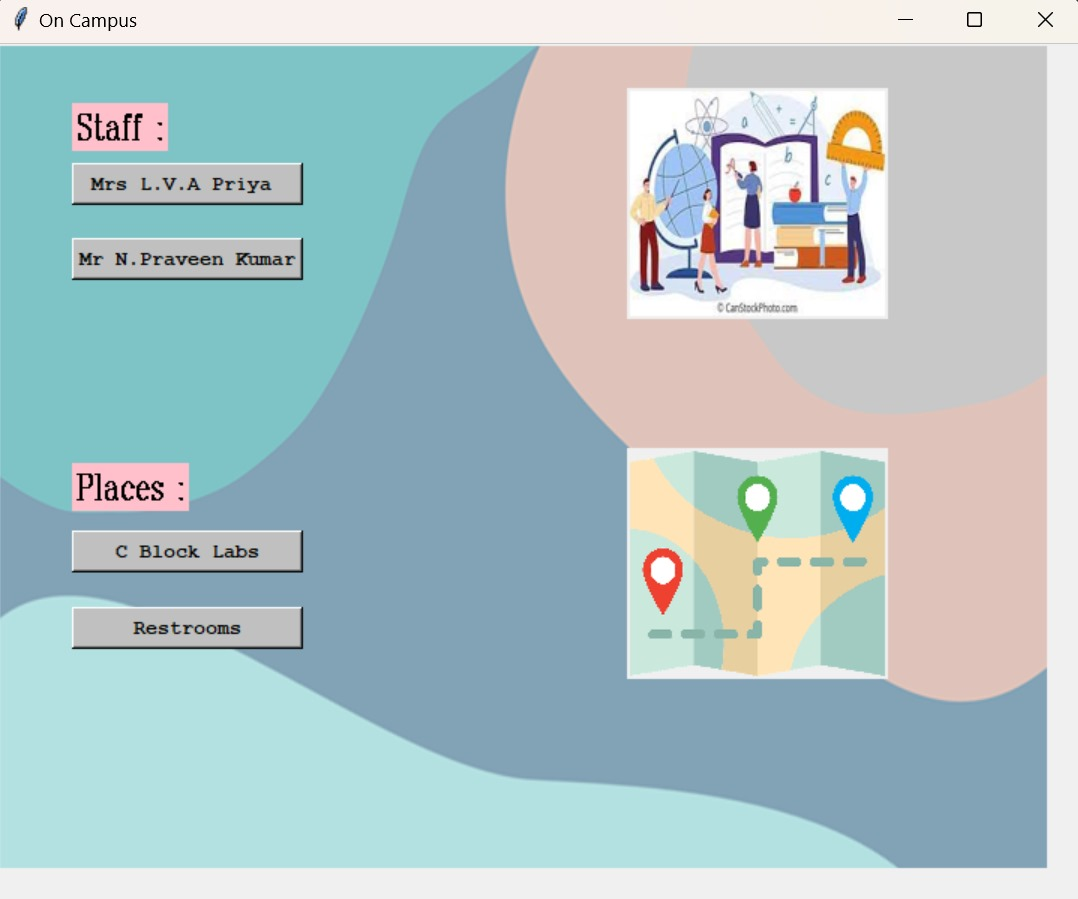 On Campus
Staff :
Mrs L.V.A Priya
Mr N.Praveen Kumar
a
+
=
b
c
© CanStockPhoto.com
Places :
C Block Labs
Restrooms